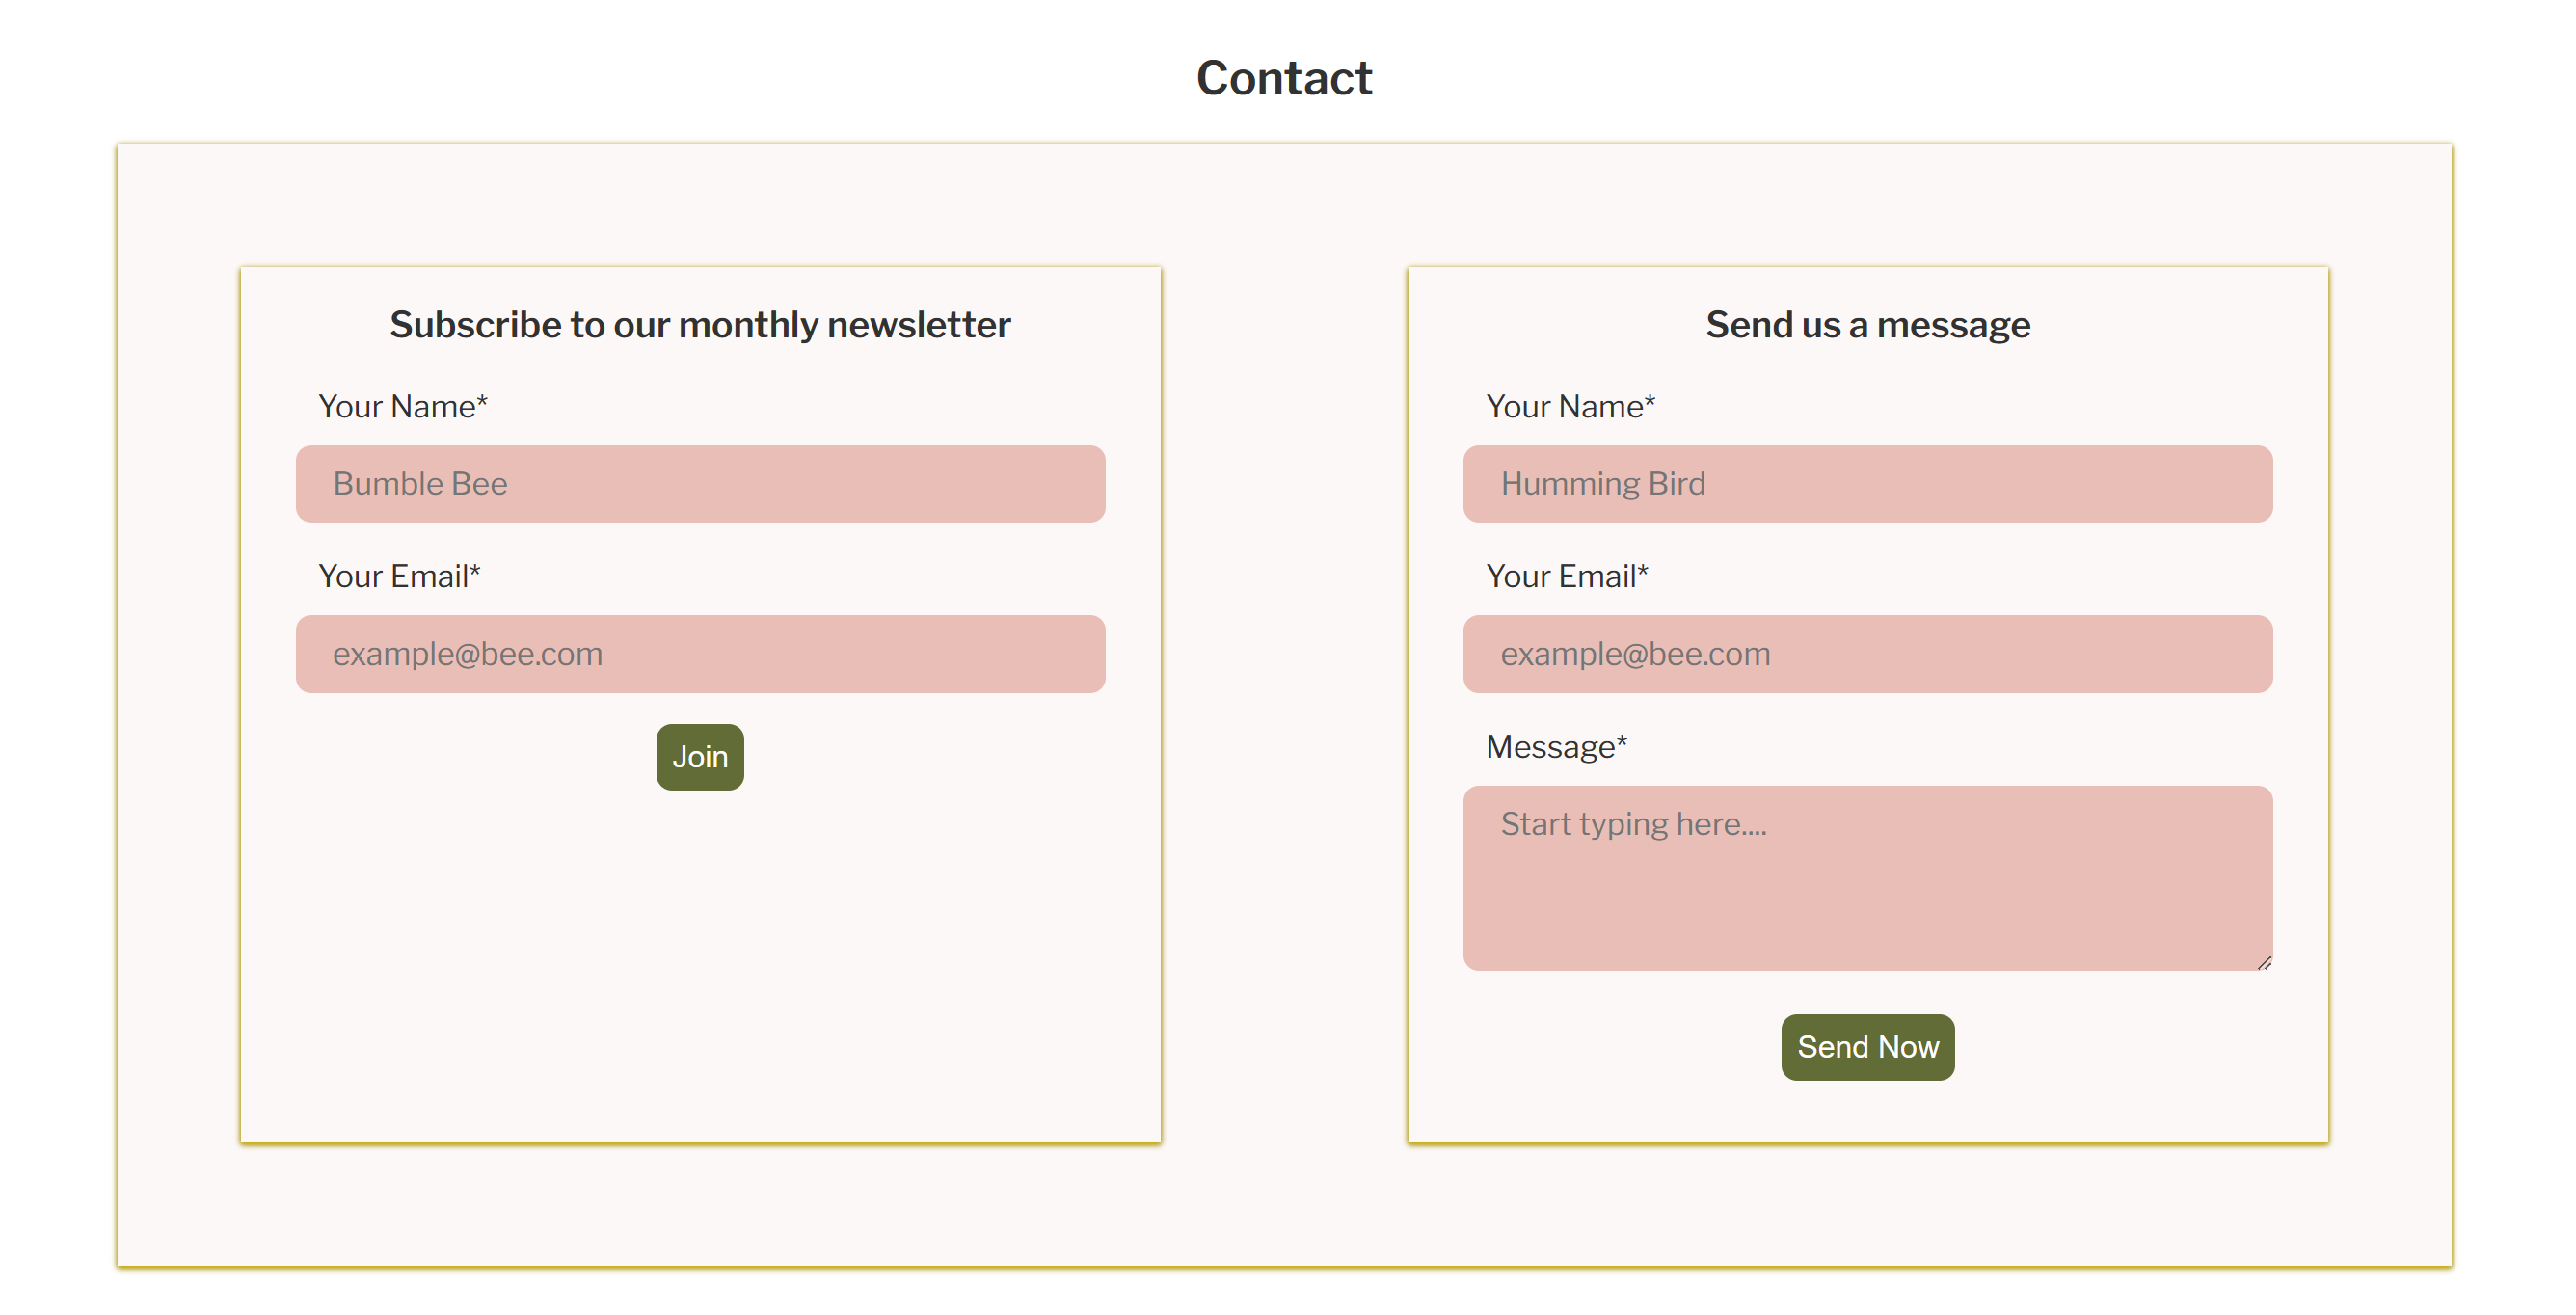 Contact
Subscribe to our monthly newsletter
Your Name*
Bumble Bee
Your Email*
example@bee.com
Join
Send us a message
Your Name*
Humming Bird
Your Email*
example@bee.com
Message*
Start typing here....
Send Now